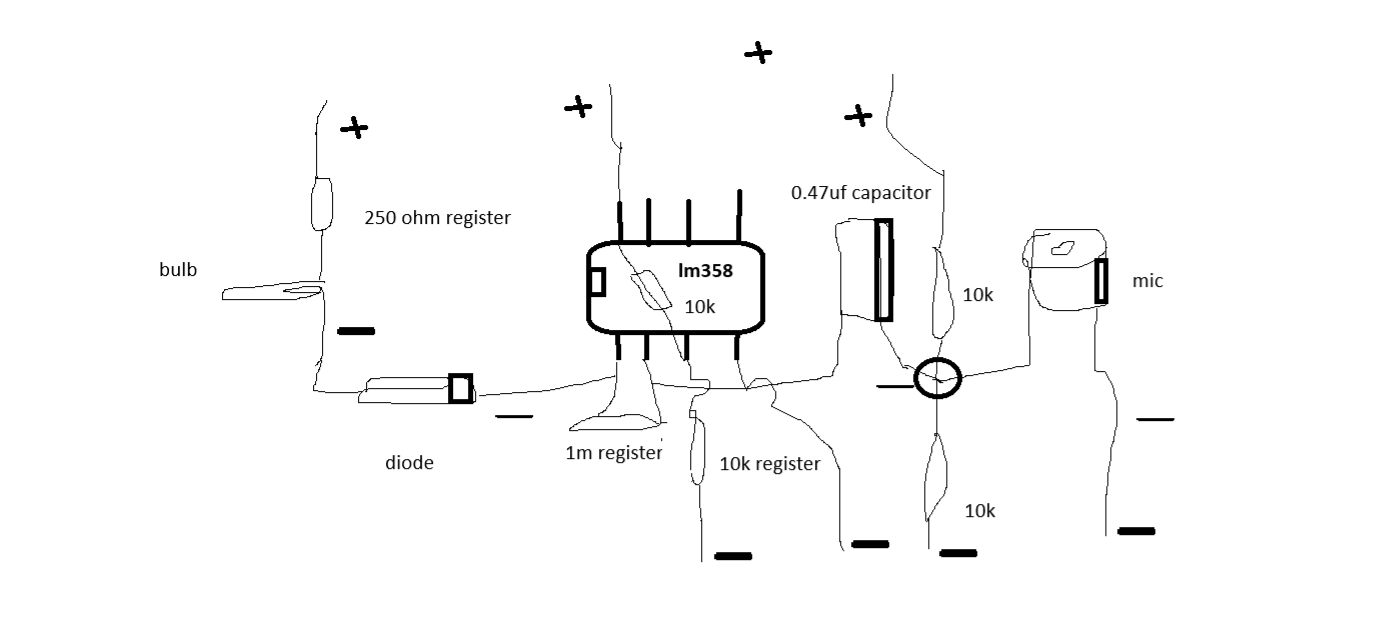 0.47uf capacitor
250 ohm register
bulb
lm358
10k
10k
mic
diode
1m register
10k register
10k